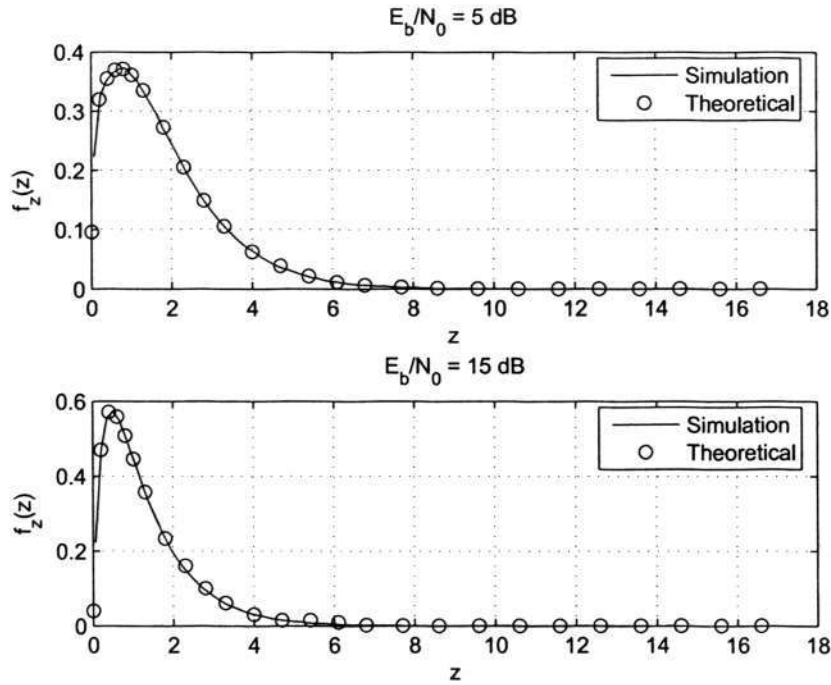 E_b/N_0 = 5 dB
0.4
0.3
0.2
0.1
0
f_z(z)
Simulation
Theoretical
0 2 4 6 8 10 12 14 16 18
z
E_b/N_0 = 15 dB
0.6
0.4
0.2
0
f_z(z)
Simulation
Theoretical
0 2 4 6 8 10 12 14 16 18
z